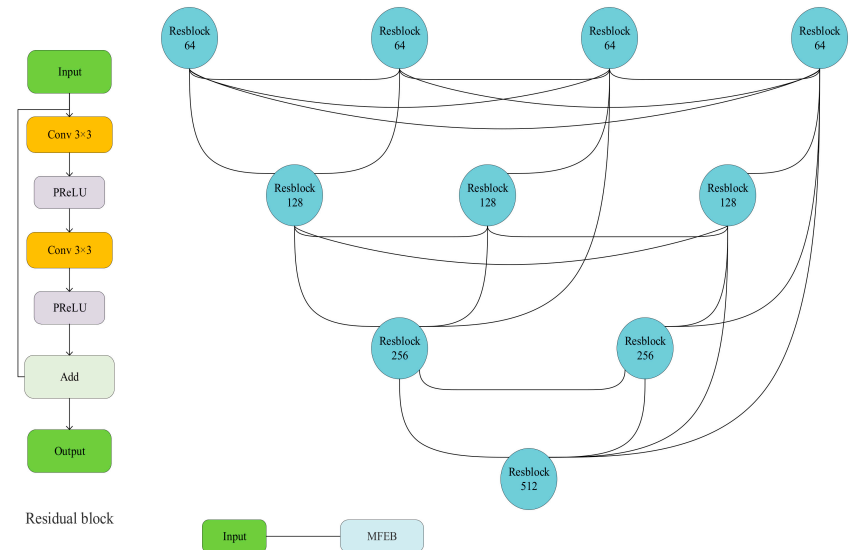 Input
Conv 3×3
PReLU
Conv 3×3
PReLU
Add
Output
Residual block
Resblock
64
Resblock
64
Resblock
64
Resblock
64
Resblock
128
Resblock
128
Resblock
128
Resblock
256
Resblock
256
Resblock
512
Input
MFEB